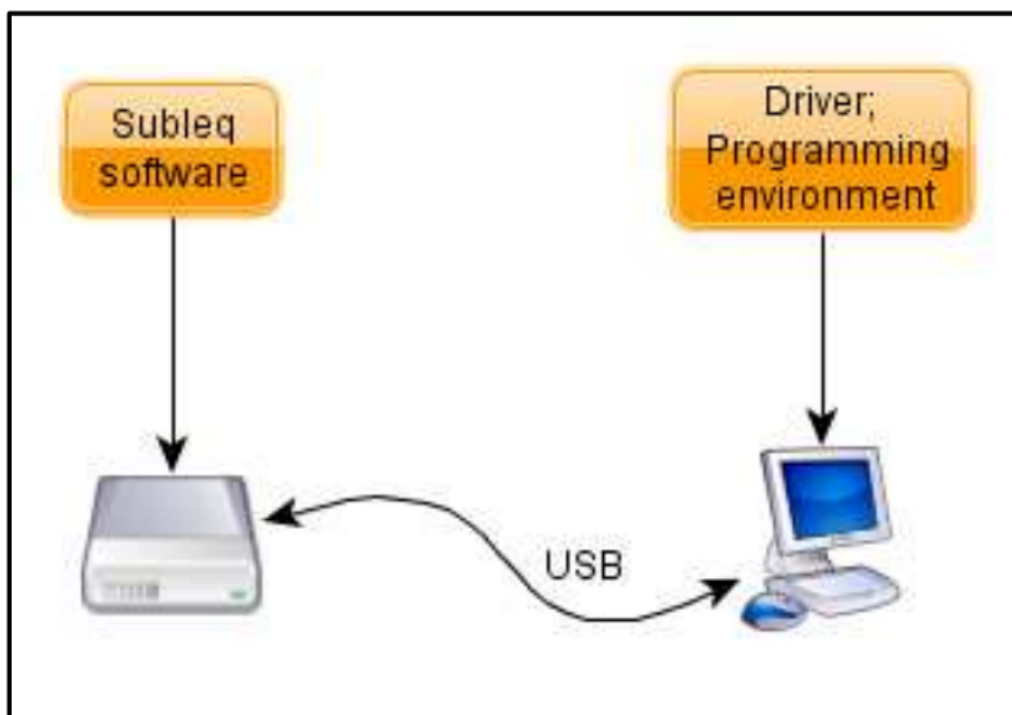 Subleq
software
Driver;
Programming
environment
USB